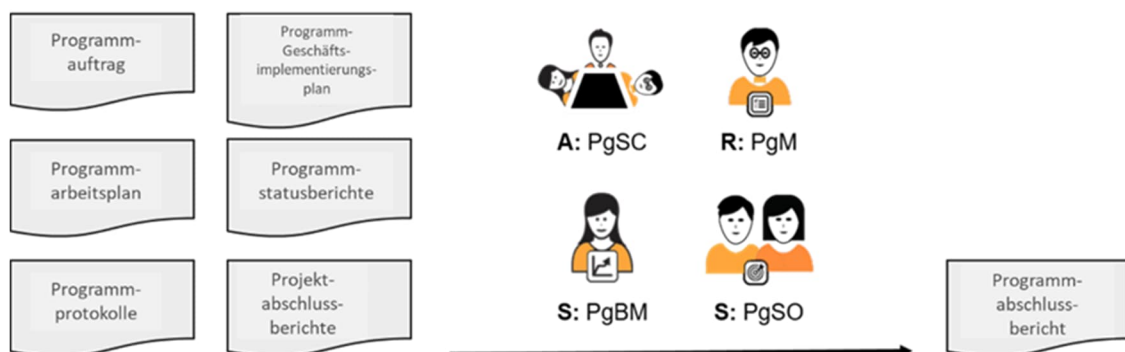 Programm-
auftrag
Programm-
Geschäfts-
implementierungs-
plan
A: PgSC
R: PgM
Programm-
arbeitsplan
Programm-
statusberichte
S: PgBM
S: PgSO
Programm-
protokolle
Projekt-
abschluss-
berichte
Programm-
abschluss-
bericht